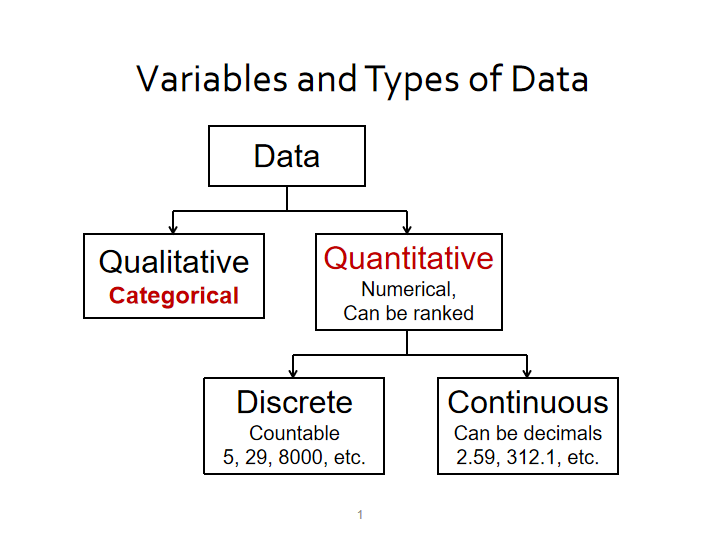 Variables and Types of Data
Data
Qualitative
Categorical
Quantitative
Numerical,
Can be ranked
Discrete
Countable
5, 29, 8000, etc.
Continuous
Can be decimals
2.59, 312.1, etc.
1